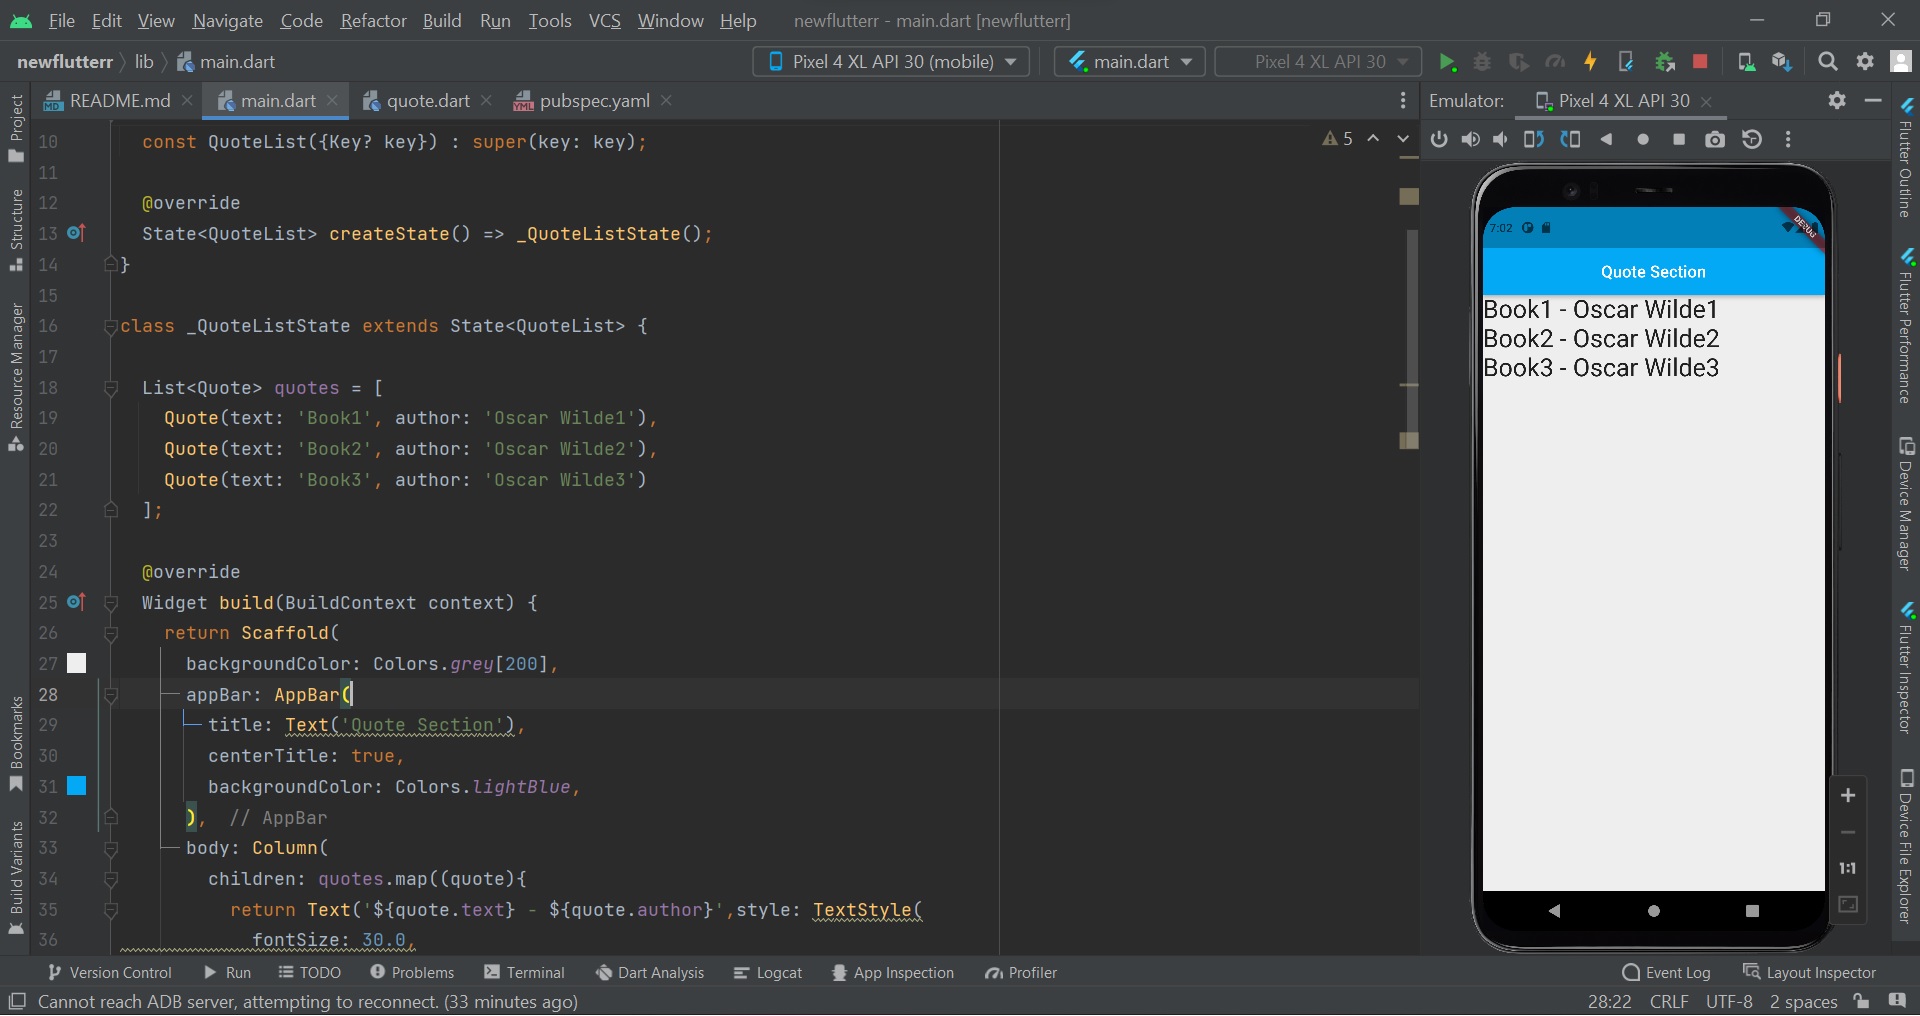 File Edit View Navigate Code Refactor Build Run Tools VCS Window Help newflutterr - main.dart [newflutterr]
newflutterr lib main.dart Pixel 4 XL API 30 (mobile) main.dart Pixel 4 XL API 30
README.md main.dart quote.dart pubspec.yaml Emulator: Pixel 4 XL API 30
5
10 const QuoteList({Key? key}) : super(key: key);
11
12 @override
13 State<QuoteList> createState() => _QuoteListState();
14 }
15
16 class _QuoteListState extends State<QuoteList> {
17
18 List<Quote> quotes = [
19 Quote(text: 'Book1', author: 'Oscar Wilde1'),
20 Quote(text: 'Book2', author: 'Oscar Wilde2'),
21 Quote(text: 'Book3', author: 'Oscar Wilde3')
22 ];
23
24 @override
25 Widget build(BuildContext context) {
26 return Scaffold(
27 backgroundColor: Colors.grey[200],
28 appBar: AppBar(
29 title: Text('Quote Section'),
30 centerTitle: true,
31 backgroundColor: Colors.lightBlue,
32 ), // AppBar
33 body: Column(
34 children: quotes.map((quote){
35 return Text('${quote.text} - ${quote.author}',style: TextStyle(
36 fontSize: 30.0,
Project
Structure
Resource Manager
Bookmarks
Build Variants
7:02
DEBUG
Quote Section
Book1 - Oscar Wilde1
Book2 - Oscar Wilde2
Book3 - Oscar Wilde3
1:1
Flutter Outline
Flutter Performance
Device Manager
Flutter Inspector
Device File Explorer
Version Control Run TODO Problems Terminal Dart Analysis Logcat App Inspection Profiler Event Log Layout Inspector
Cannot reach ADB server, attempting to reconnect. (33 minutes ago) 28:22 CRLF UTF-8 2 spaces